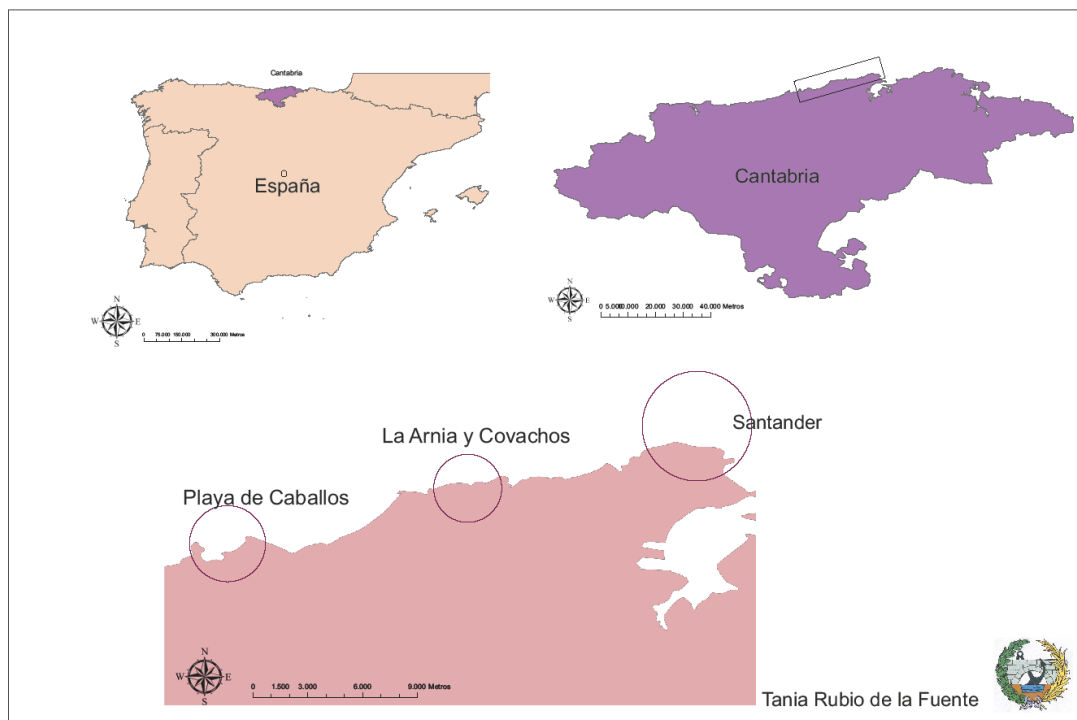 Cantabria
España
N
W E
S
0 75.000 150.000 300.000 Metros
Cantabria
N
W E
S
0 5.00010.000 20.000 30.000 40.000 Metros
Santander
La Arnia y Covachos
Playa de Caballos
N
W E
S
0 1.500 3.000 6.000 9.000 Metros
Tania Rubio de la Fuente